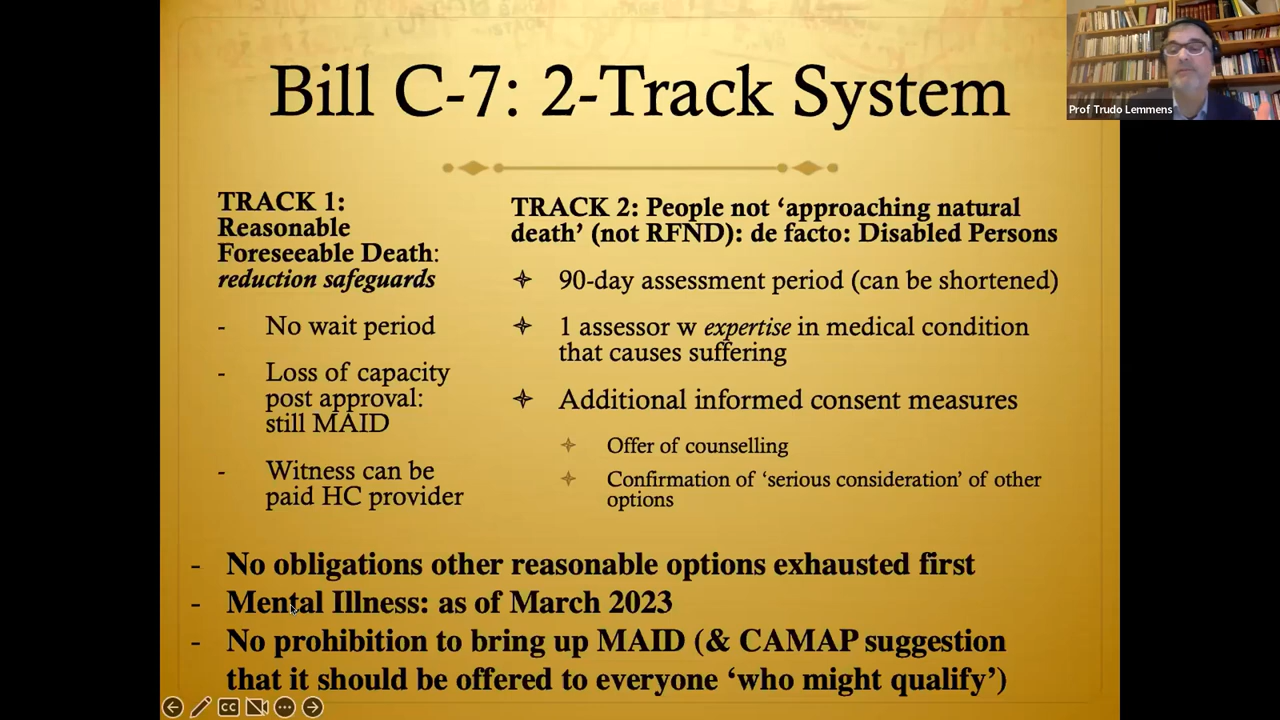 Bill C-7: 2-Track System
Prof Trudo Lemmens
TRACK 1:
Reasonable
Foreseeable Death:
reduction safeguards
- No wait period
- Loss of capacity
post approval:
still MAID
- Witness can be
paid HC provider
TRACK 2: People not ‘approaching natural
death’ (not RFND): de facto: Disabled Persons
90-day assessment period (can be shortened)
1 assessor w expertise in medical condition
that causes suffering
Additional informed consent measures
Offer of counselling
Confirmation of ‘serious consideration’ of other
options
- No obligations other reasonable options exhausted first
- Mental Illness: as of March 2023
- No prohibition to bring up MAID (& CAMAP suggestion
that it should be offered to everyone ‘who might qualify’)
CC